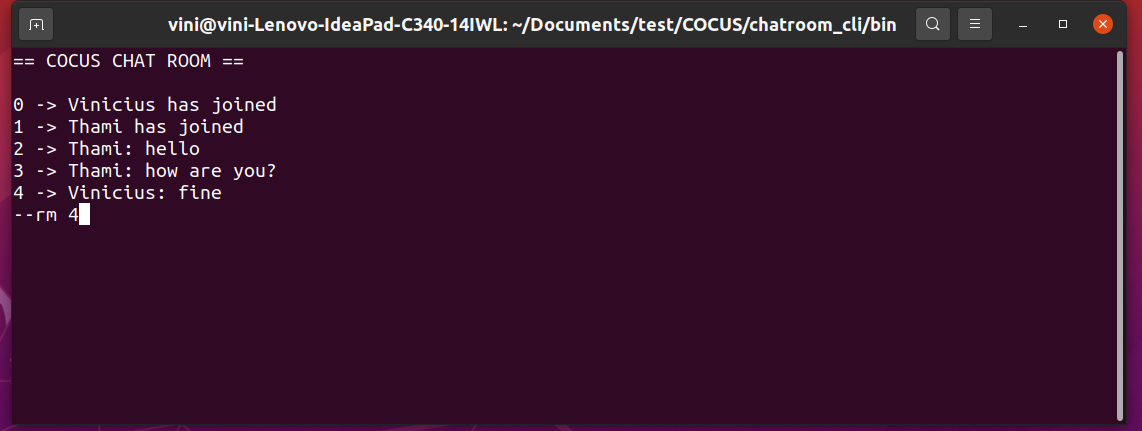 vini@vini-Lenovo-IdeaPad-C340-14IWL: ~/Documents/test/COCUS/chatroom_cli/bin
== COCUS CHAT ROOM ==
0 -> Vinicius has joined
1 -> Thami has joined
2 -> Thami: hello
3 -> Thami: how are you?
4 -> Vinicius: fine
--rm 4